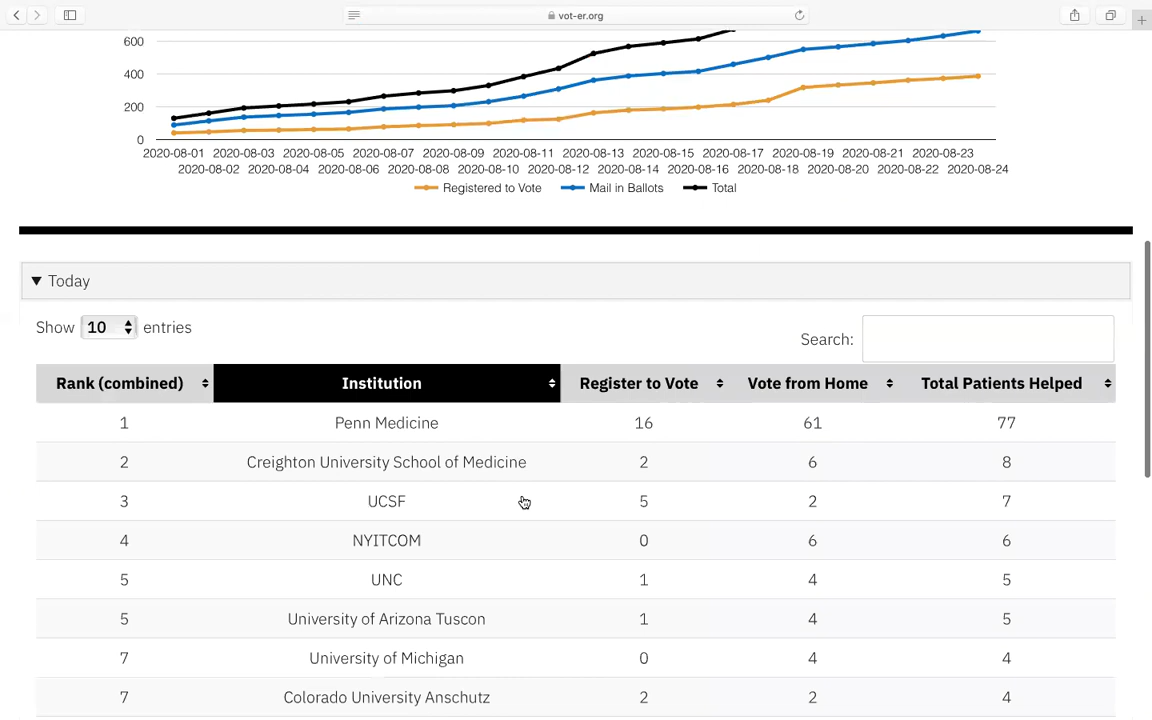 vot-er.org
600
400
200
0
2020-08-01 2020-08-03 2020-08-05 2020-08-07 2020-08-09 2020-08-11 2020-08-13 2020-08-15 2020-08-17 2020-08-19 2020-08-21 2020-08-23
2020-08-02 2020-08-04 2020-08-06 2020-08-08 2020-08-10 2020-08-12 2020-08-14 2020-08-16 2020-08-18 2020-08-20 2020-08-22 2020-08-24
Registered to Vote Mail in Ballots Total
Today
Show 10 entries
Search:
Rank (combined) Institution Register to Vote Vote from Home Total Patients Helped
1 Penn Medicine 16 61 77
2 Creighton University School of Medicine 2 6 8
3 UCSF 5 2 7
4 NYITCOM 0 6 6
5 UNC 1 4 5
5 University of Arizona Tuscon 1 4 5
7 University of Michigan 0 4 4
7 Colorado University Anschutz 2 2 4